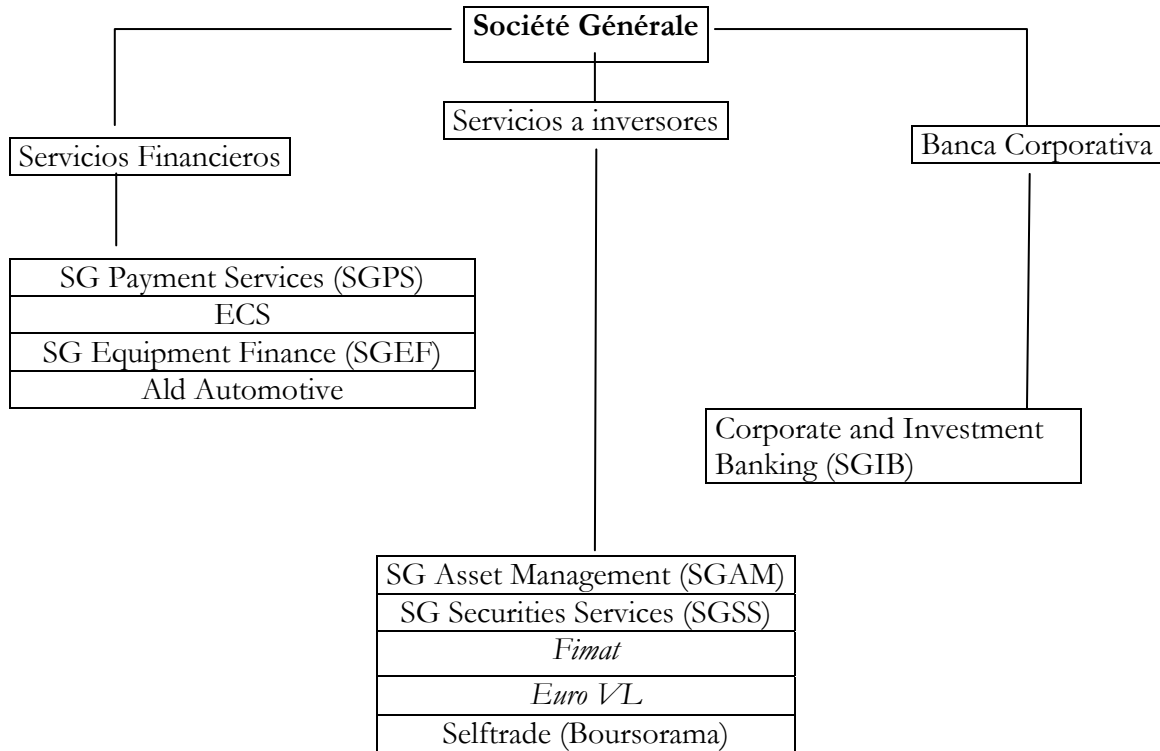 Société Générale
Servicios a inversores
Servicios Financieros
Banca Corporativa
SG Payment Services (SGPS)
ECS
SG Equipment Finance (SGEF)
Ald Automotive
Corporate and Investment
Banking (SGIB)
SG Asset Management (SGAM)
SG Securities Services (SGSS)
Fimat
Euro VL
Selftrade (Boursorama)